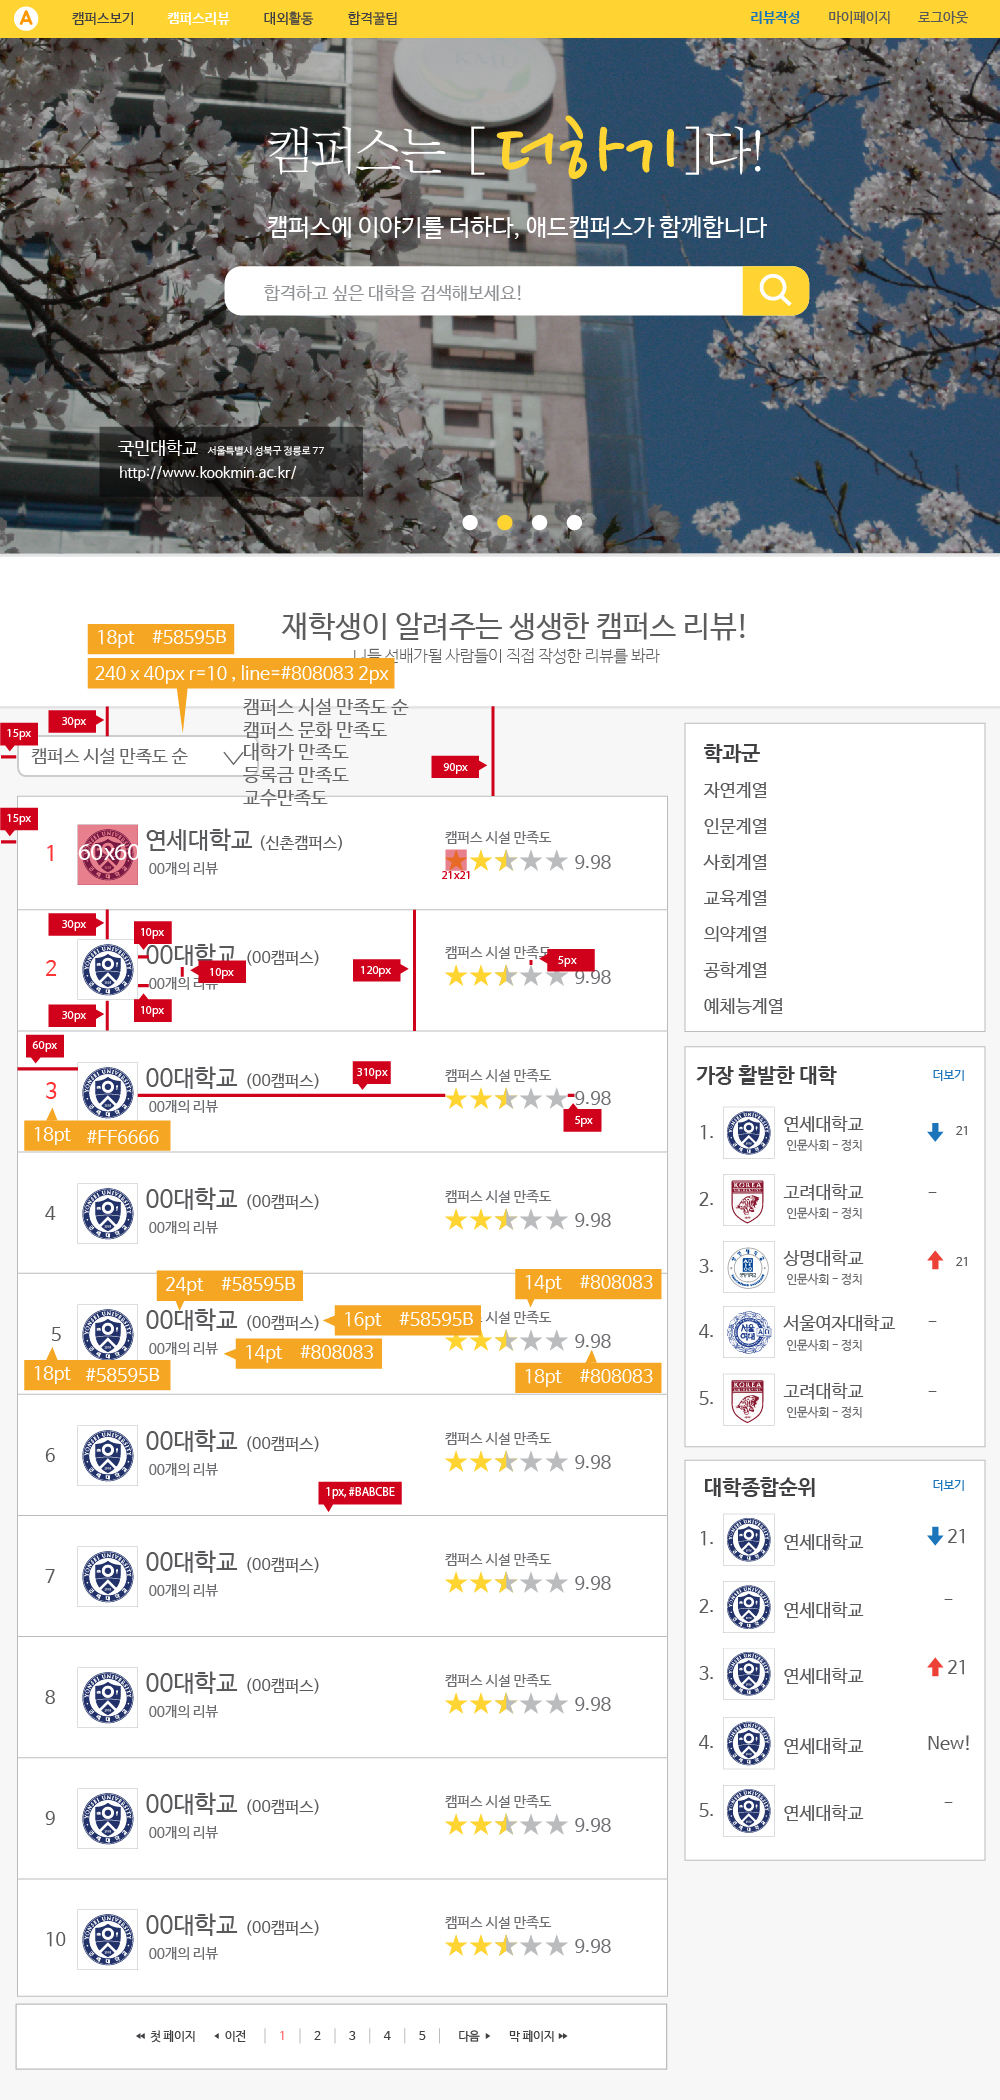 A 캠퍼스보기 캠퍼스리뷰 대외활동 합격꿀팁 리뷰작성 마이페이지 로그아웃
캠퍼스는 [더하기]다!
캠퍼스에 이야기를 더하다, 애드캠퍼스가 함께합니다
합격하고 싶은 대학을 검색해보세요!
국민대학교 서울특별시 성북구 정릉로 77
http://www.kookmin.ac.kr/
재학생이 알려주는 생생한 캠퍼스 리뷰!
니들 선배가될 사람들이 직접 작성한 리뷰를 봐라
18pt #58595B
240 x 40px r=10 , line=#808083 2px
30px
15px
캠퍼스 시설 만족도 순
캠퍼스 시설 만족도 순
캠퍼스 문화 만족도
대학가 만족도
등록금 만족도
교수만족도
90px
15px
1 60x60 연세대학교 (신촌캠퍼스)
00개의 리뷰
캠퍼스 시설 만족도
9.98
21x21
30px
10px
2 00대학교 (00캠퍼스)
00개의 리뷰
10px
120px
캠퍼스 시설 만족도
5px
9.98
10px
30px
60px
3 00대학교 (00캠퍼스)
00개의 리뷰
310px
캠퍼스 시설 만족도
9.98
5px
18pt #FF6666
4 00대학교 (00캠퍼스)
00개의 리뷰
캠퍼스 시설 만족도
9.98
24pt #58595B
14pt #808083
5 00대학교 (00캠퍼스)
16pt #58595B
스 시설 만족도
00개의 리뷰
14pt #808083
9.98
18pt #58595B
18pt #808083
6 00대학교 (00캠퍼스)
00개의 리뷰
캠퍼스 시설 만족도
9.98
1px, #BABCBE
7 00대학교 (00캠퍼스)
00개의 리뷰
캠퍼스 시설 만족도
9.98
8 00대학교 (00캠퍼스)
00개의 리뷰
캠퍼스 시설 만족도
9.98
9 00대학교 (00캠퍼스)
00개의 리뷰
캠퍼스 시설 만족도
9.98
10 00대학교 (00캠퍼스)
00개의 리뷰
캠퍼스 시설 만족도
9.98
첫 페이지 이전 1 2 3 4 5 다음 막 페이지
학과군
자연계열
인문계열
사회계열
교육계열
의약계열
공학계열
예체능계열
가장 활발한 대학 더보기
1. 연세대학교 21
인문사회 - 정치
2. 고려대학교 -
인문사회 - 정치
3. 상명대학교 21
인문사회 - 정치
4. 서울여자대학교 -
인문사회 - 정치
5. 고려대학교 -
인문사회 - 정치
대학종합순위 더보기
1. 연세대학교 21
2. 연세대학교 -
3. 연세대학교 21
4. 연세대학교 New!
5. 연세대학교 -